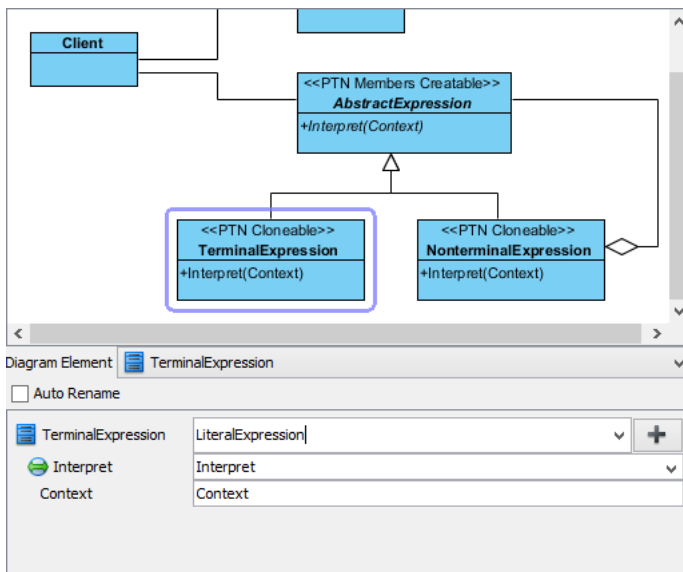 Client
<<PTN Members Creatable>>
AbstractExpression
+Interpret(Context)
<<PTN Cloneable>>
TerminalExpression
+Interpret(Context)
<<PTN Cloneable>>
NonterminalExpression
+Interpret(Context)
Diagram Element TerminalExpression
Auto Rename
TerminalExpression LiteralExpression
Interpret Interpret
Context Context